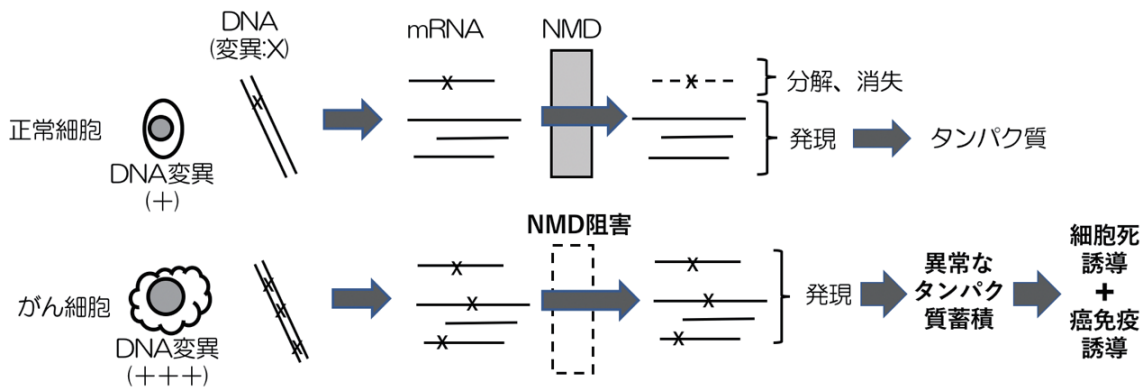 DNA
(変異:X)
mRNA
NMD
X
X
X
分解、消失
正常細胞
発現
タンパク質
DNA変異
(+)
NMD阻害
細胞死
誘導
+
癌免疫
誘導
X
X
X
X
X
X
X
X
X
がん細胞
発現
異常な
タンパク
質蓄積
DNA変異
(+++)